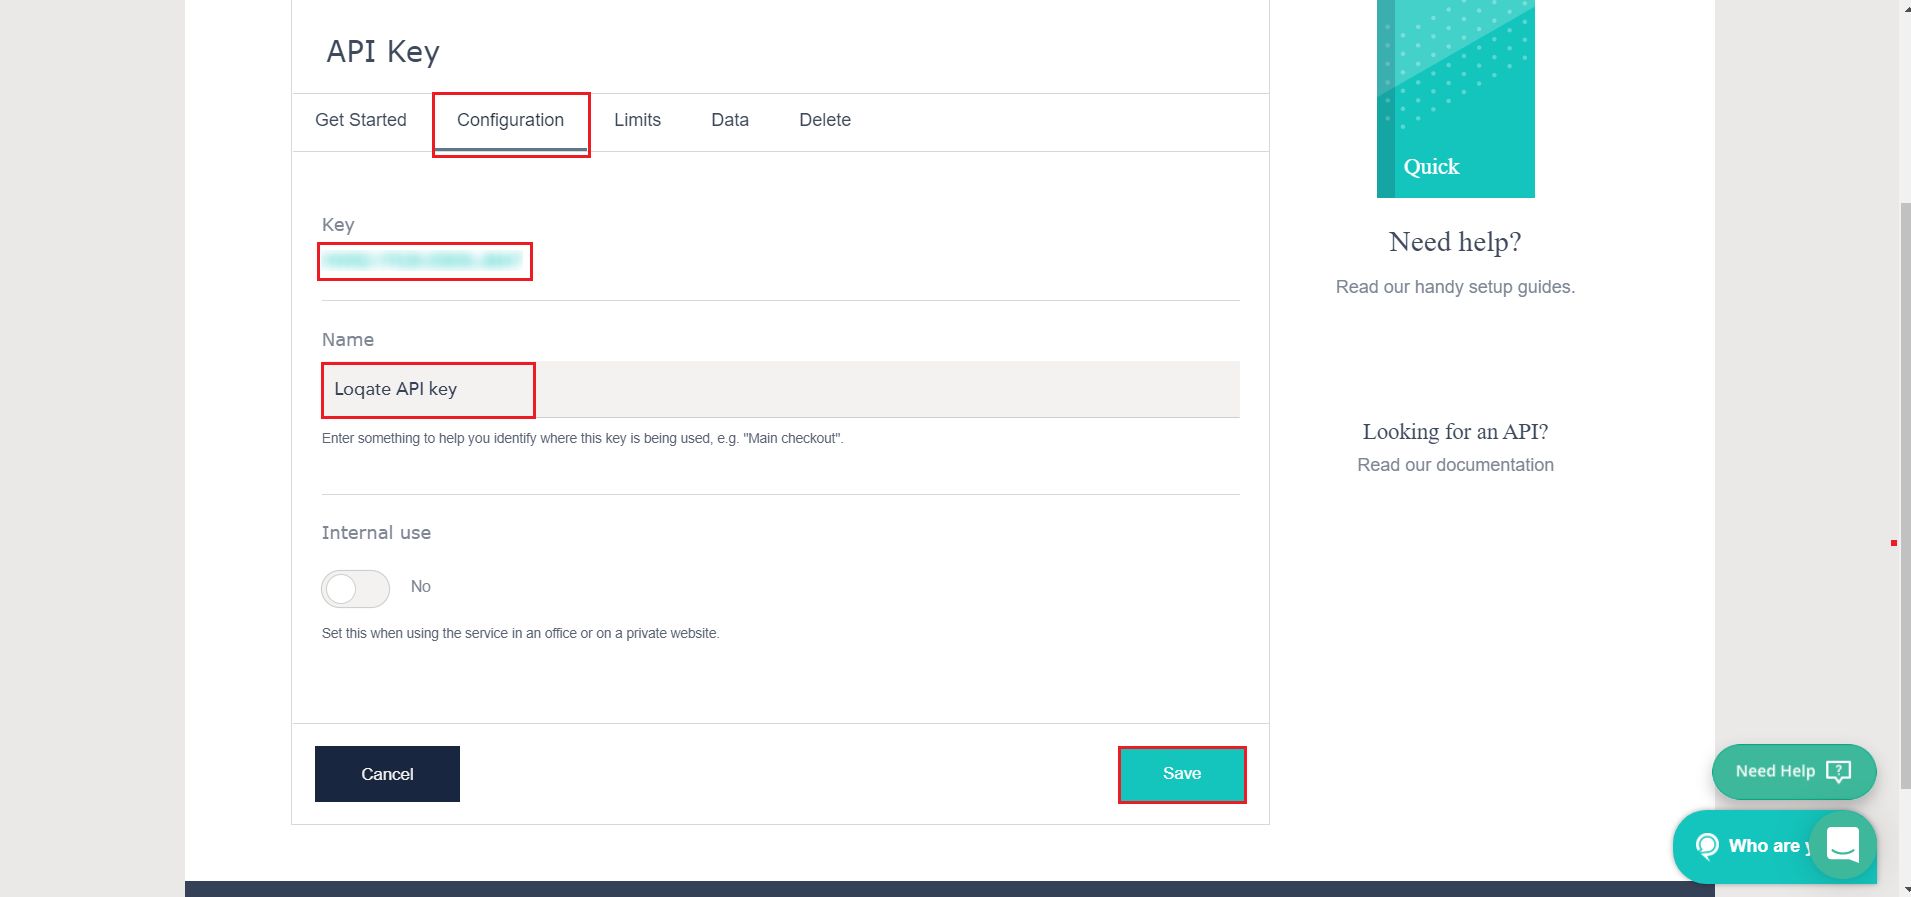 API Key
Get Started Configuration Limits Data Delete
Key
Name
Loqate API key
Enter something to help you identify where this key is being used, e.g. "Main checkout".
Internal use
No
Set this when using the service in an office or on a private website.
Cancel
Save
Quick
Need help?
Read our handy setup guides.
Looking for an API?
Read our documentation
Need Help
Who are